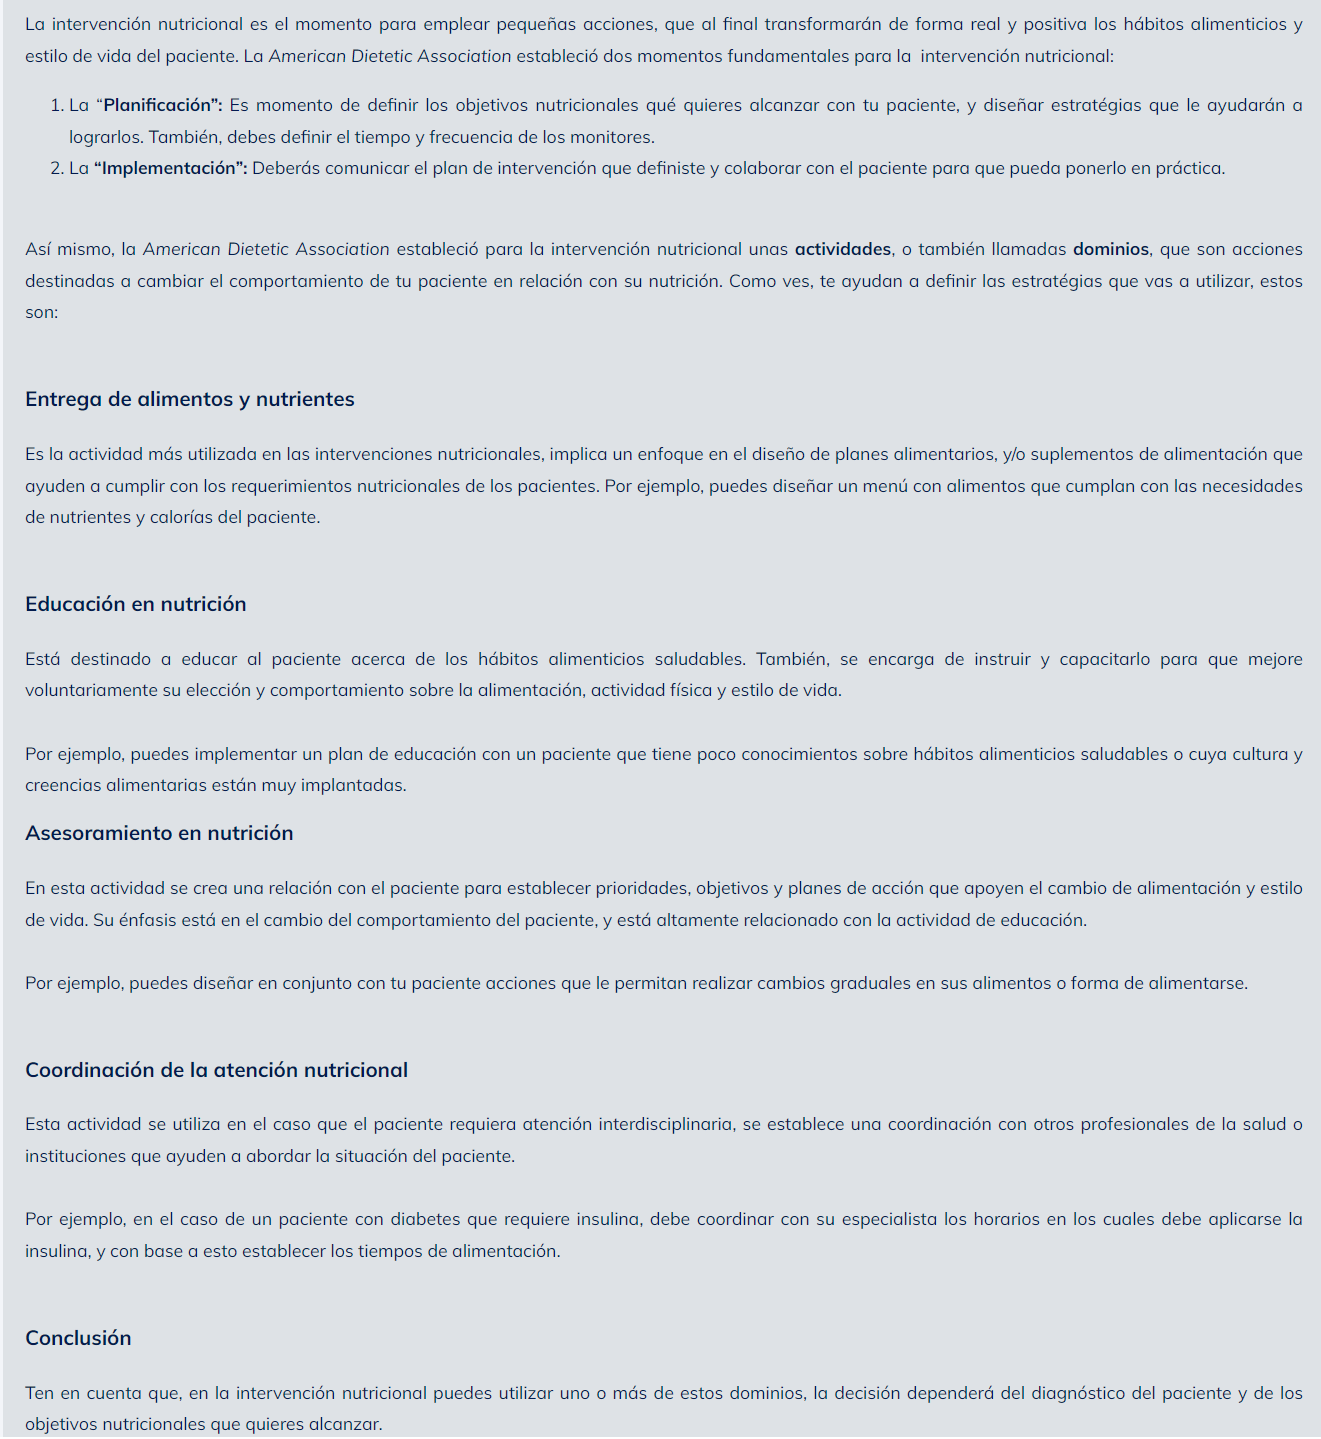 La intervención nutricional es el momento para emplear pequeñas acciones, que al final transformarán de forma real y positiva los hábitos alimenticios y
estilo de vida del paciente. La American Dietetic Association estableció dos momentos fundamentales para la intervención nutricional:
1. La “Planificación”: Es momento de definir los objetivos nutricionales qué quieres alcanzar con tu paciente, y diseñar estratégias que le ayudarán a
lograrlos. También, debes definir el tiempo y frecuencia de los monitores.
2. La “Implementación”: Deberás comunicar el plan de intervención que definiste y colaborar con el paciente para que pueda ponerlo en práctica.
Así mismo, la American Dietetic Association estableció para la intervención nutricional unas actividades, o también llamadas dominios, que son acciones
destinadas a cambiar el comportamiento de tu paciente en relación con su nutrición. Como ves, te ayudan a definir las estratégias que vas a utilizar, estos
son:
Entrega de alimentos y nutrientes
Es la actividad más utilizada en las intervenciones nutricionales, implica un enfoque en el diseño de planes alimentarios, y/o suplementos de alimentación que
ayuden a cumplir con los requerimientos nutricionales de los pacientes. Por ejemplo, puedes diseñar un menú con alimentos que cumplan con las necesidades
de nutrientes y calorías del paciente.
Educación en nutrición
Está destinado a educar al paciente acerca de los hábitos alimenticios saludables. También, se encarga de instruir y capacitarlo para que mejore
voluntariamente su elección y comportamiento sobre la alimentación, actividad física y estilo de vida.
Por ejemplo, puedes implementar un plan de educación con un paciente que tiene poco conocimientos sobre hábitos alimenticios saludables o cuya cultura y
creencias alimentarias están muy implantadas.
Asesoramiento en nutrición
En esta actividad se crea una relación con el paciente para establecer prioridades, objetivos y planes de acción que apoyen el cambio de alimentación y estilo
de vida. Su énfasis está en el cambio del comportamiento del paciente, y está altamente relacionado con la actividad de educación.
Por ejemplo, puedes diseñar en conjunto con tu paciente acciones que le permitan realizar cambios graduales en sus alimentos o forma de alimentarse.
Coordinación de la atención nutricional
Esta actividad se utiliza en el caso que el paciente requiera atención interdisciplinaria, se establece una coordinación con otros profesionales de la salud o
instituciones que ayuden a abordar la situación del paciente.
Por ejemplo, en el caso de un paciente con diabetes que requiere insulina, debe coordinar con su especialista los horarios en los cuales debe aplicarse la
insulina, y con base a esto establecer los tiempos de alimentación.
Conclusión
Ten en cuenta que, en la intervención nutricional puedes utilizar uno o más de estos dominios, la decisión dependerá del diagnóstico del paciente y de los
objetivos nutricionales que quieres alcanzar.